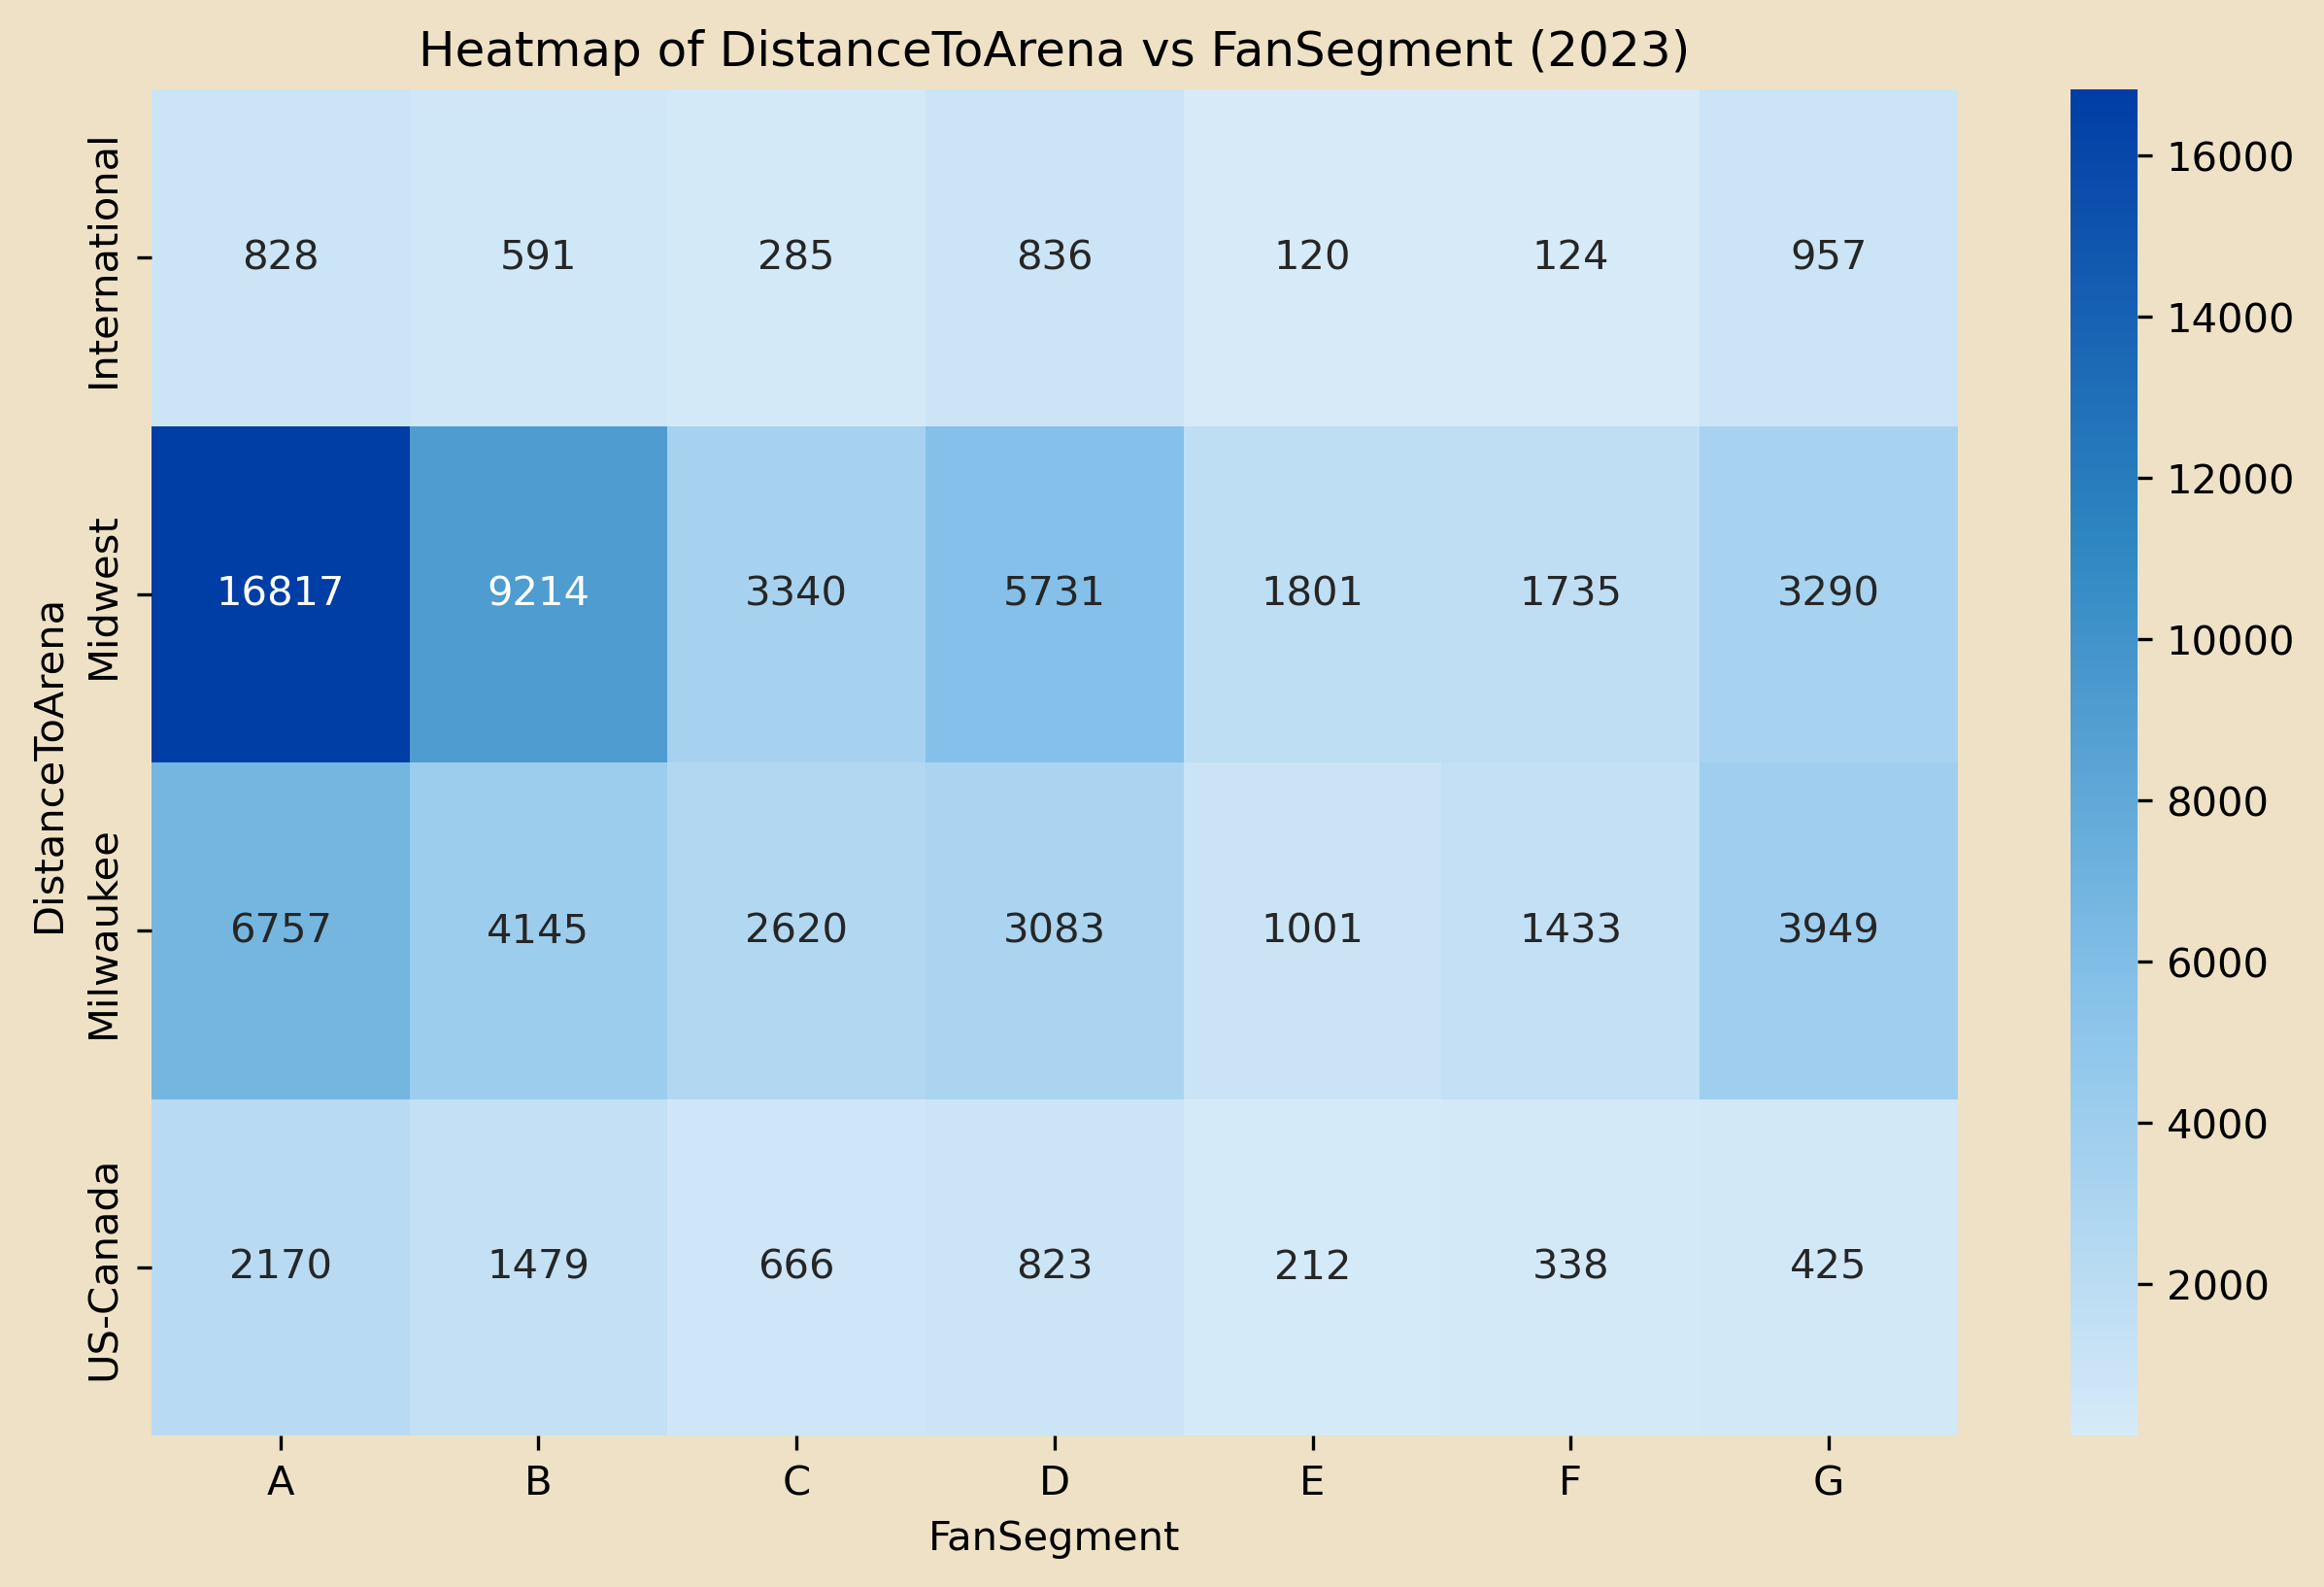 Heatmap of DistanceToArena vs FanSegment (2023)
DistanceToArena
International
828 591 285 836 120 124 957
Midwest
16817 9214 3340 5731 1801 1735 3290
Milwaukee
6757 4145 2620 3083 1001 1433 3949
US-Canada
2170 1479 666 823 212 338 425
A B C D E F G
FanSegment
16000
14000
12000
10000
8000
6000
4000
2000